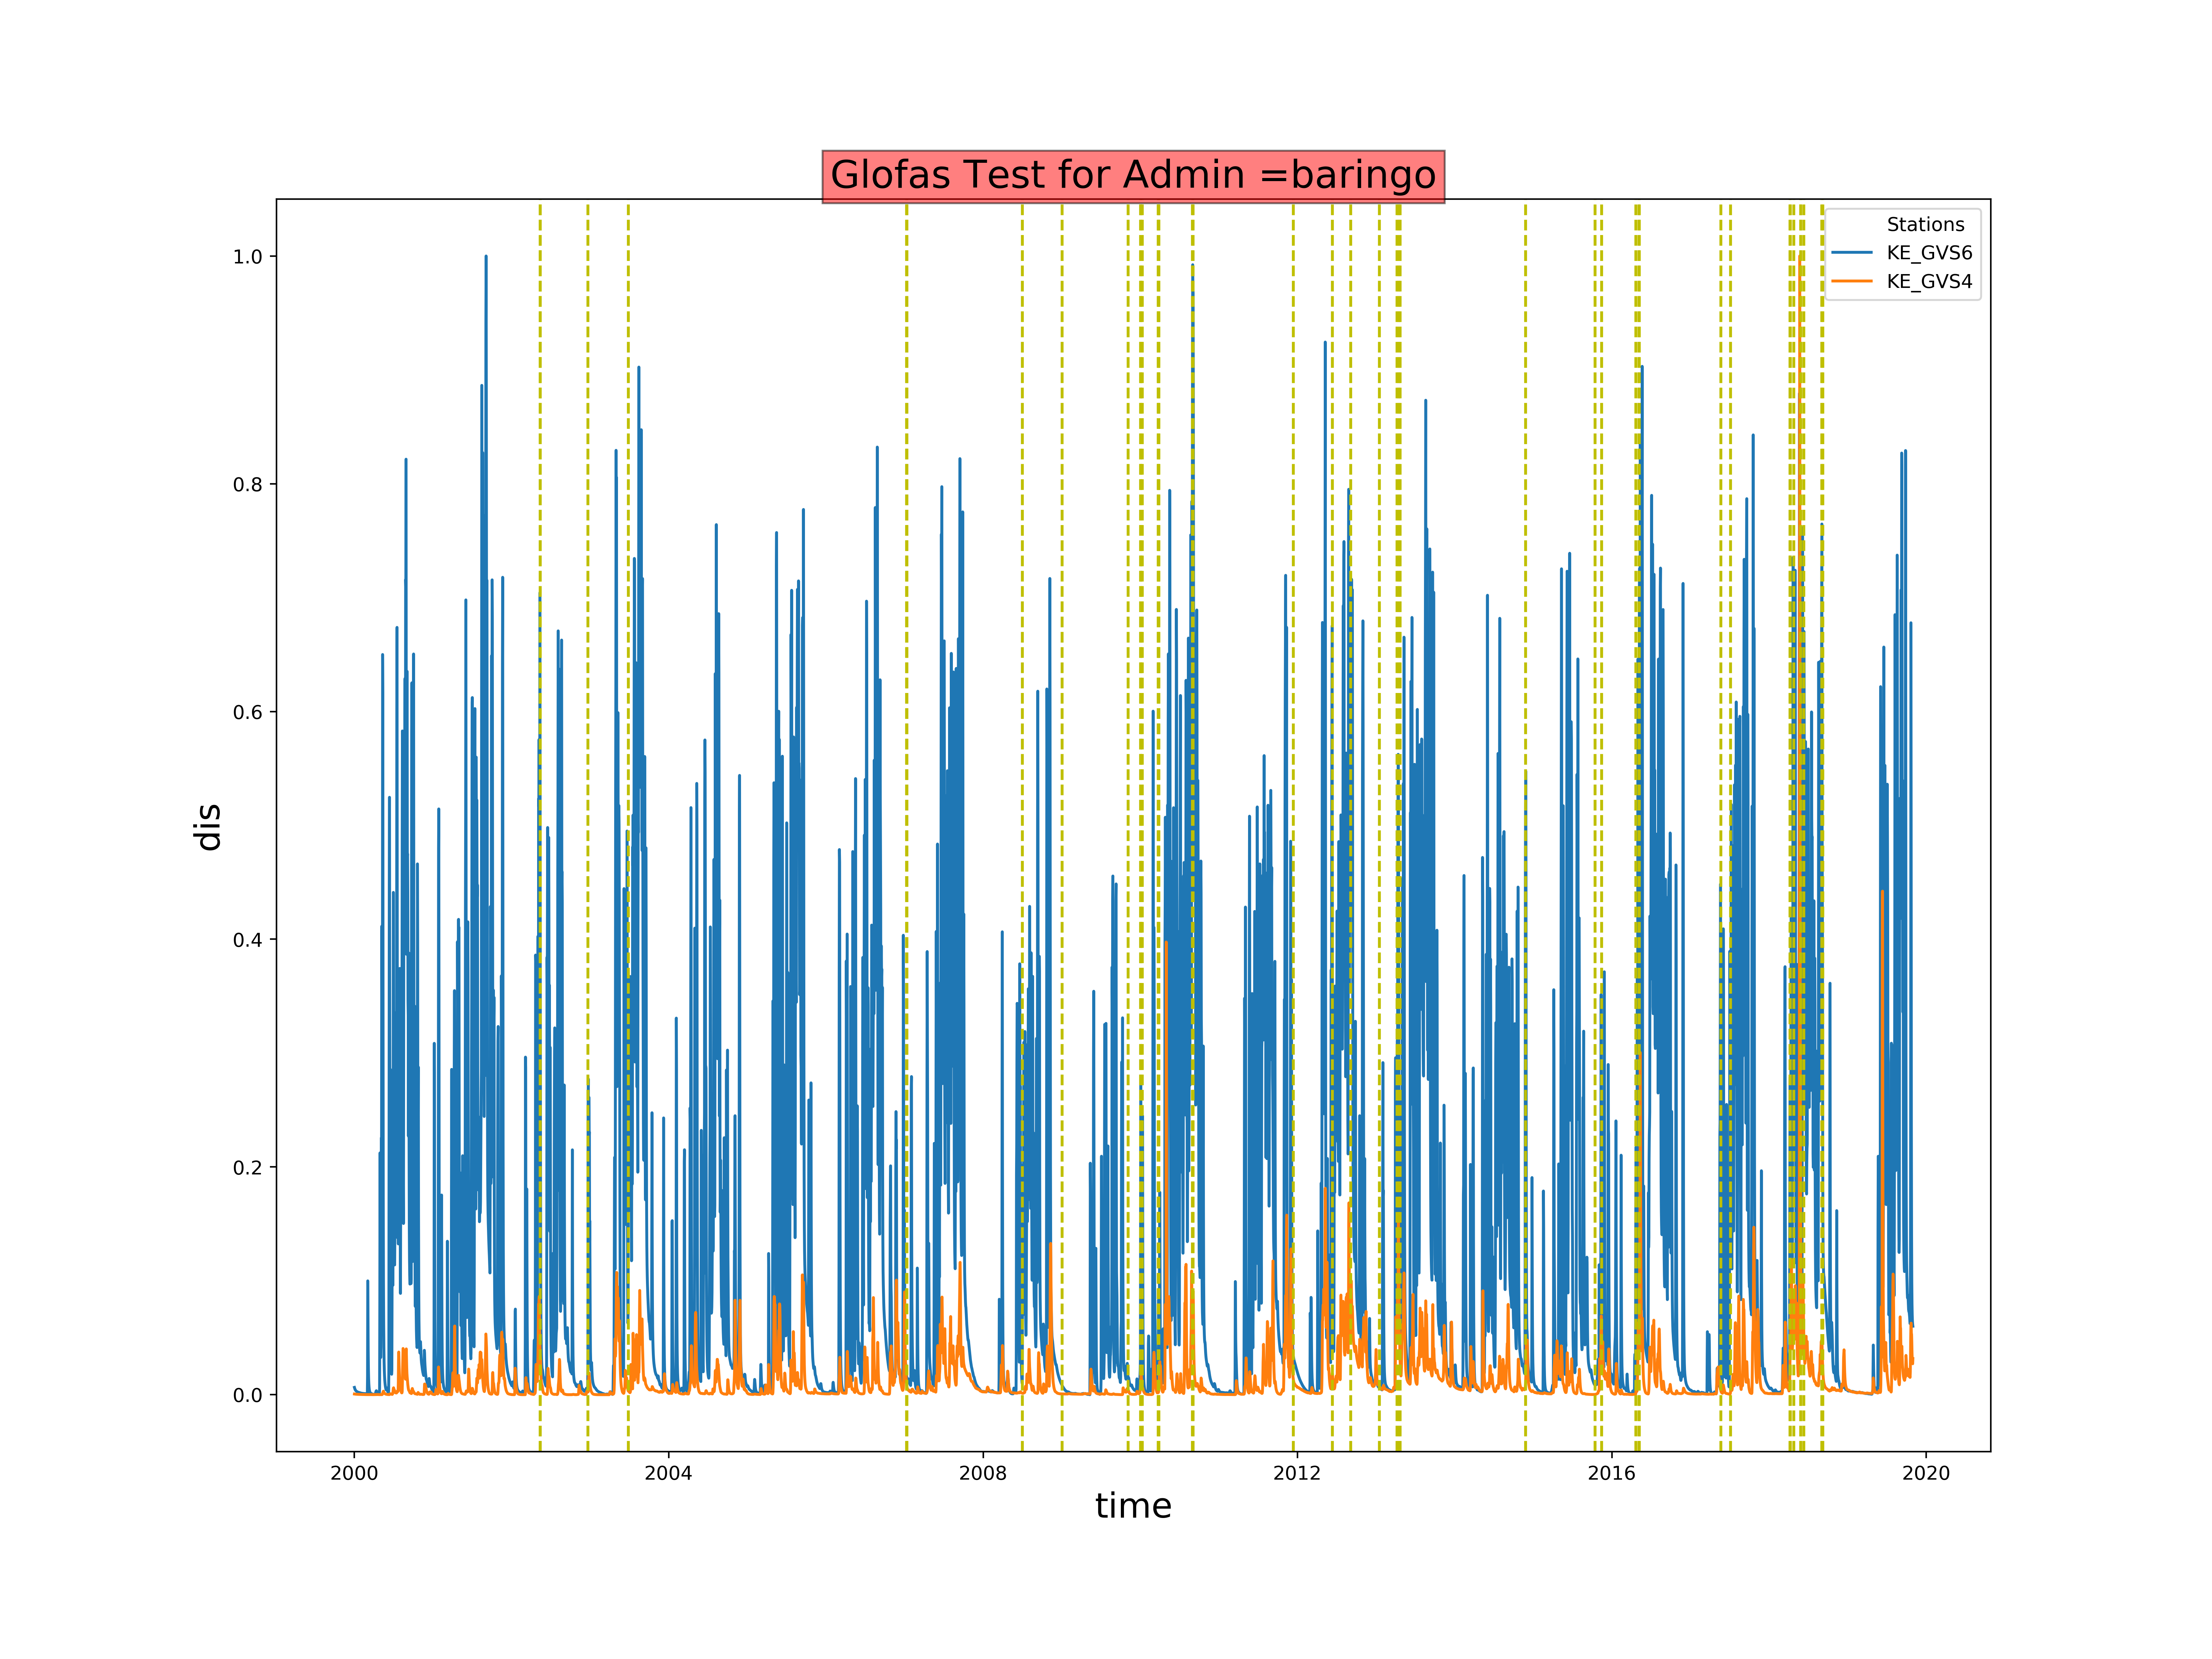 Glofas Test for Admin =baringo
Stations
KE_GVS6
KE_GVS4
1.0
0.8
0.6
0.4
0.2
0.0
dis
2000
2004
2008
2012
2016
2020
time